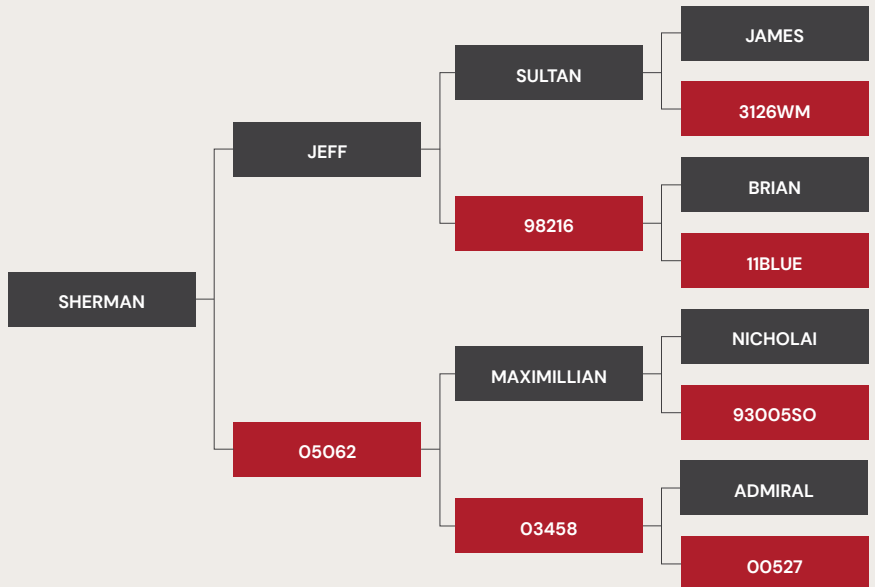 JAMES
SULTAN
3126WM
JEFF
BRIAN
98216
11BLUE
SHERMAN
NICHOLAI
MAXIMILLIAN
93005SO
05062
ADMIRAL
03458
00527